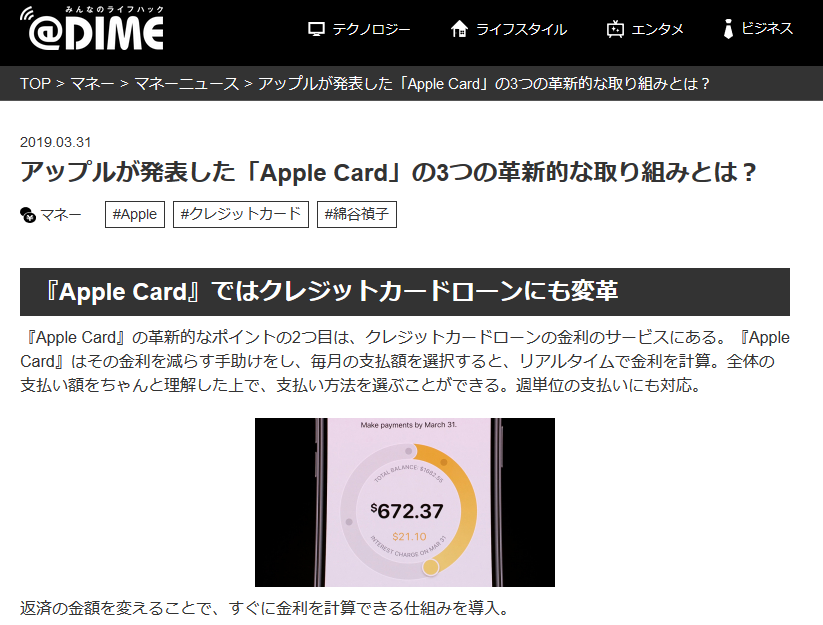 みんなのライフハック
@DIME
テクノロジー
ライフスタイル
エンタメ
ビジネス
TOP > マネー > マネーニュース > アップルが発表した「Apple Card」の3つの革新的な取り組みとは？
2019.03.31
アップルが発表した「Apple Card」の3つの革新的な取り組みとは？
マネー
#Apple
#クレジットカード
#綿谷禎子
『Apple Card』ではクレジットカードローンにも変革
『Apple Card』の革新的なポイントの2つ目は、クレジットカードローンの金利のサービスにある。『Apple
Card』はその金利を減らす手助けをし、毎月の支払額を選択すると、リアルタイムで金利を計算。全体の
支払い額をちゃんと理解した上で、支払い方法を選ぶことができる。週単位の支払いにも対応。
Make payments by March 31.
TOTAL BALANCE: $1682.55
$672.37
$21.10
INTEREST CHARGE ON MAR 31
返済の金額を変えることで、すぐに金利を計算できる仕組みを導入。